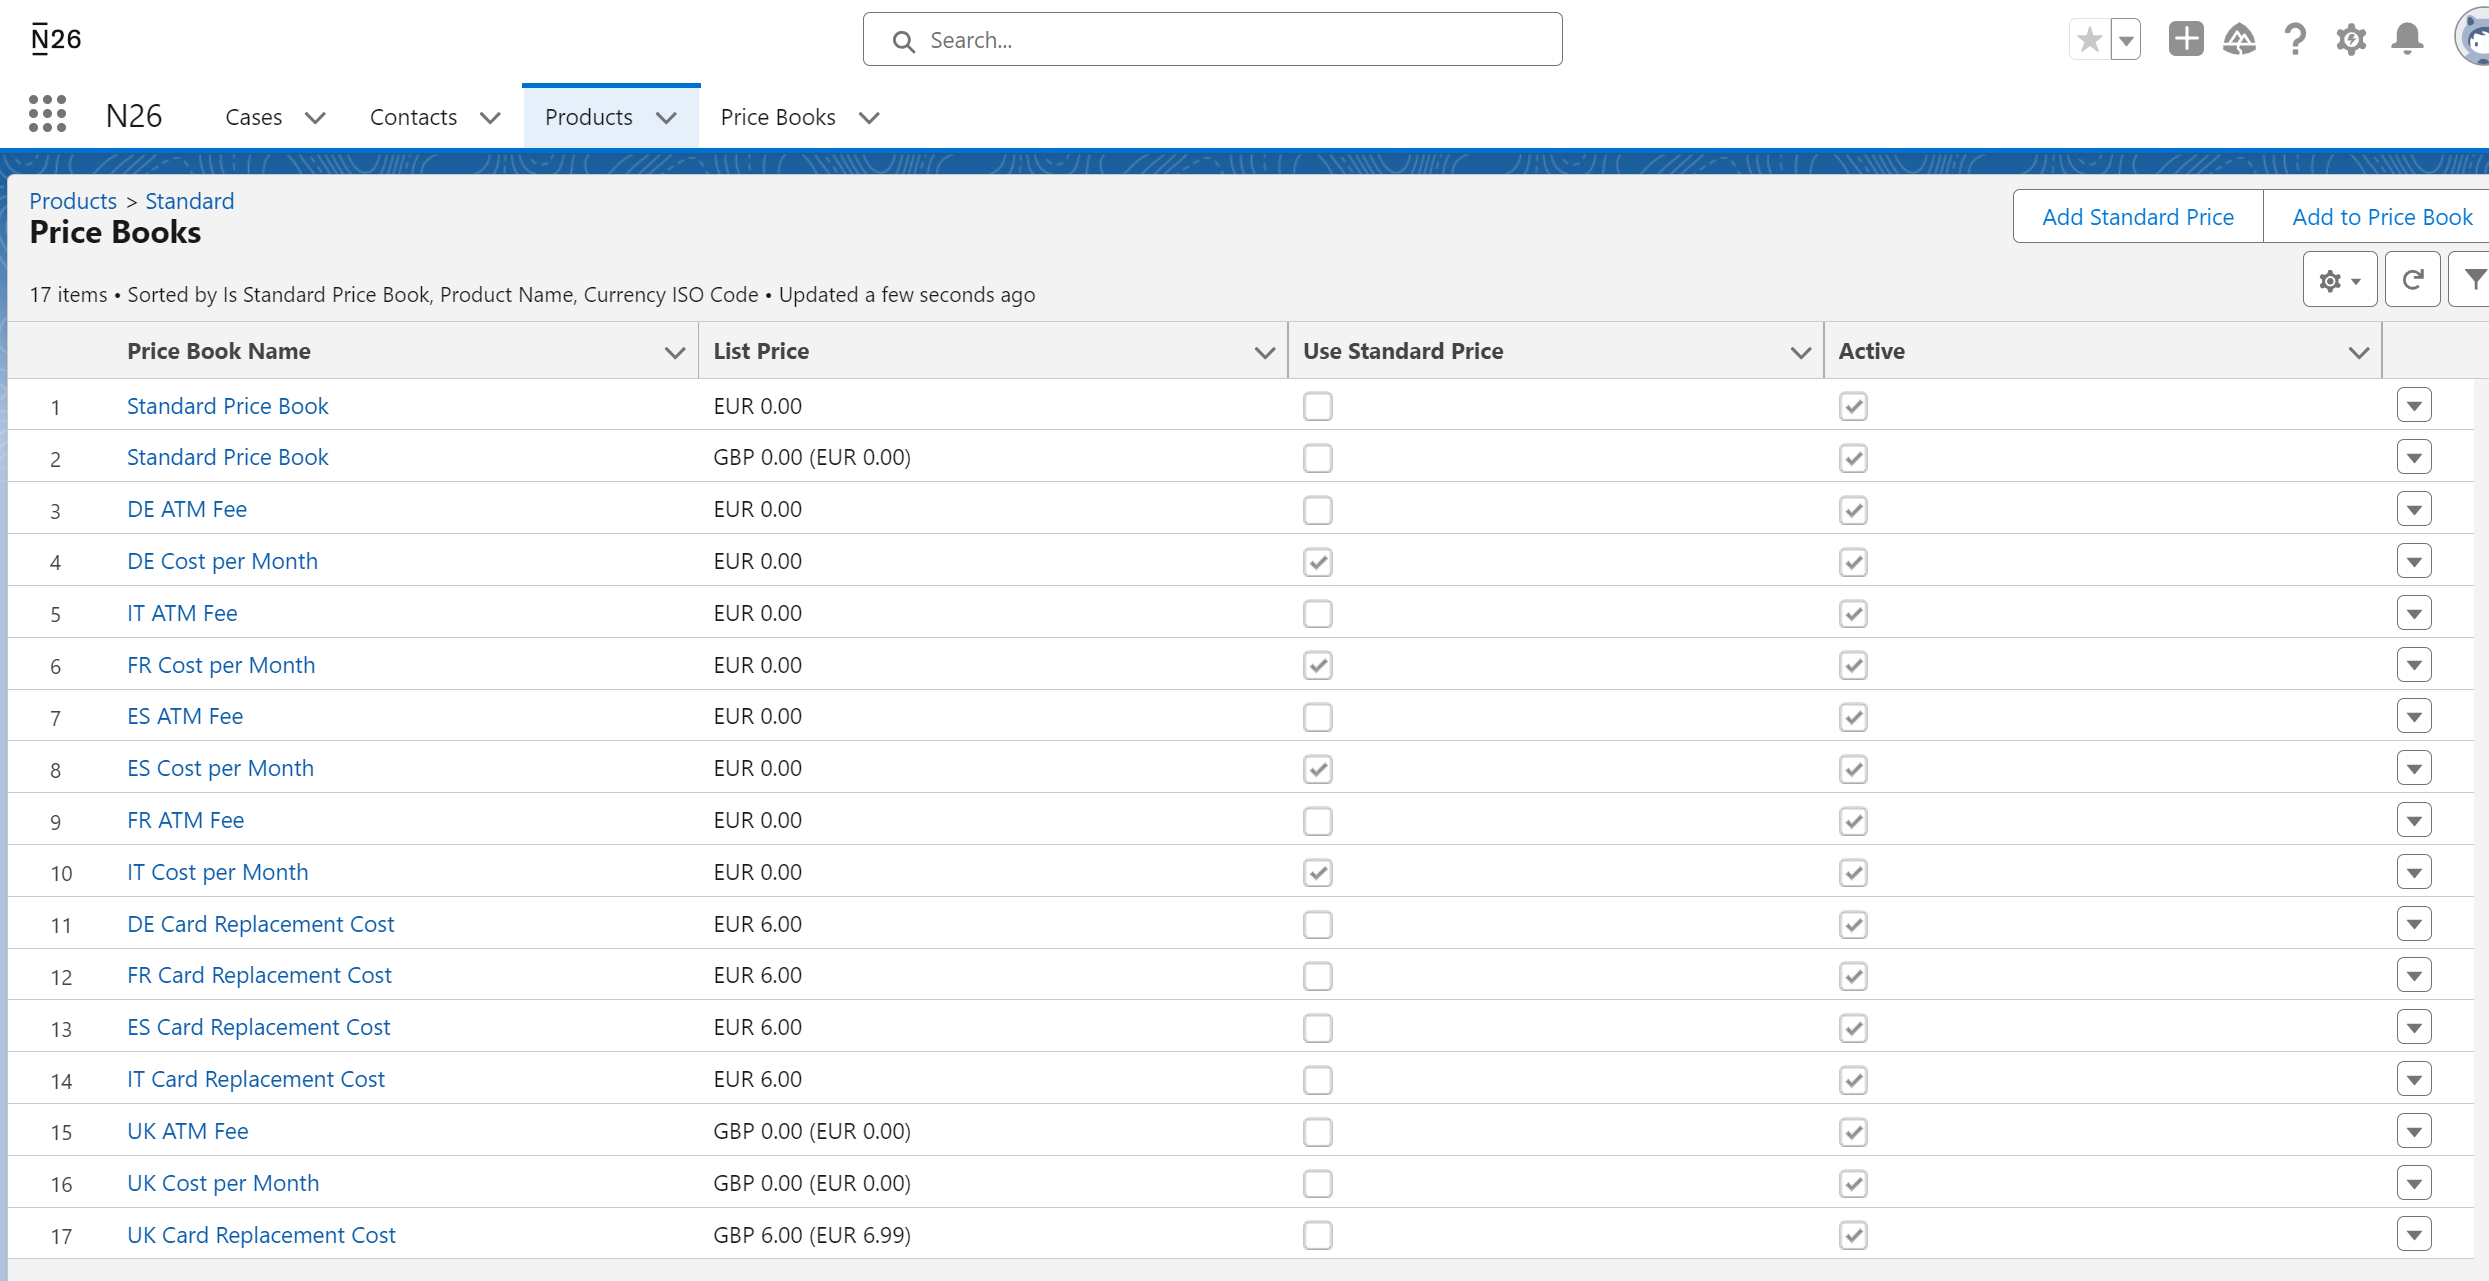 N26
Search...
N26 Cases Contacts Products Price Books
Products > Standard
Price Books
Add Standard Price Add to Price Book
17 items • Sorted by Is Standard Price Book, Product Name, Currency ISO Code • Updated a few seconds ago
Price Book Name List Price Use Standard Price Active
1 Standard Price Book EUR 0.00
2 Standard Price Book GBP 0.00 (EUR 0.00)
3 DE ATM Fee EUR 0.00
4 DE Cost per Month EUR 0.00
5 IT ATM Fee EUR 0.00
6 FR Cost per Month EUR 0.00
7 ES ATM Fee EUR 0.00
8 ES Cost per Month EUR 0.00
9 FR ATM Fee EUR 0.00
10 IT Cost per Month EUR 0.00
11 DE Card Replacement Cost EUR 6.00
12 FR Card Replacement Cost EUR 6.00
13 ES Card Replacement Cost EUR 6.00
14 IT Card Replacement Cost EUR 6.00
15 UK ATM Fee GBP 0.00 (EUR 0.00)
16 UK Cost per Month GBP 0.00 (EUR 0.00)
17 UK Card Replacement Cost GBP 6.00 (EUR 6.99)